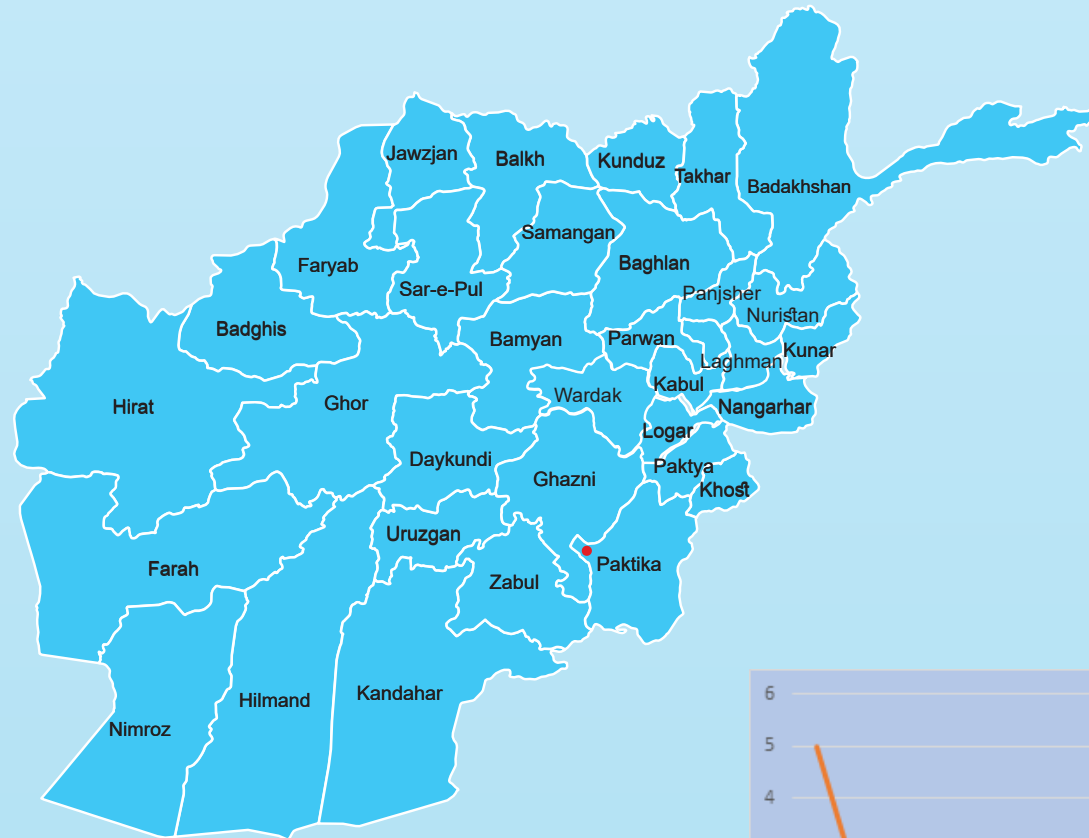 Jawzjan
Balkh
Kunduz
Takhar
Badakhshan
Samangan
Faryab
Baghlan
Sar-e-Pul
Panjsher
Nuristan
Badghis
Bamyan
Parwan
Kunar
Laghman
Kabul
Wardak
Hirat
Ghor
Nangarhar
Logar
Daykundi
Paktya
Ghazni
Khost
Uruzgan
Farah
Paktika
Zabul
Kandahar
Hilmand
Nimroz
6
5
4